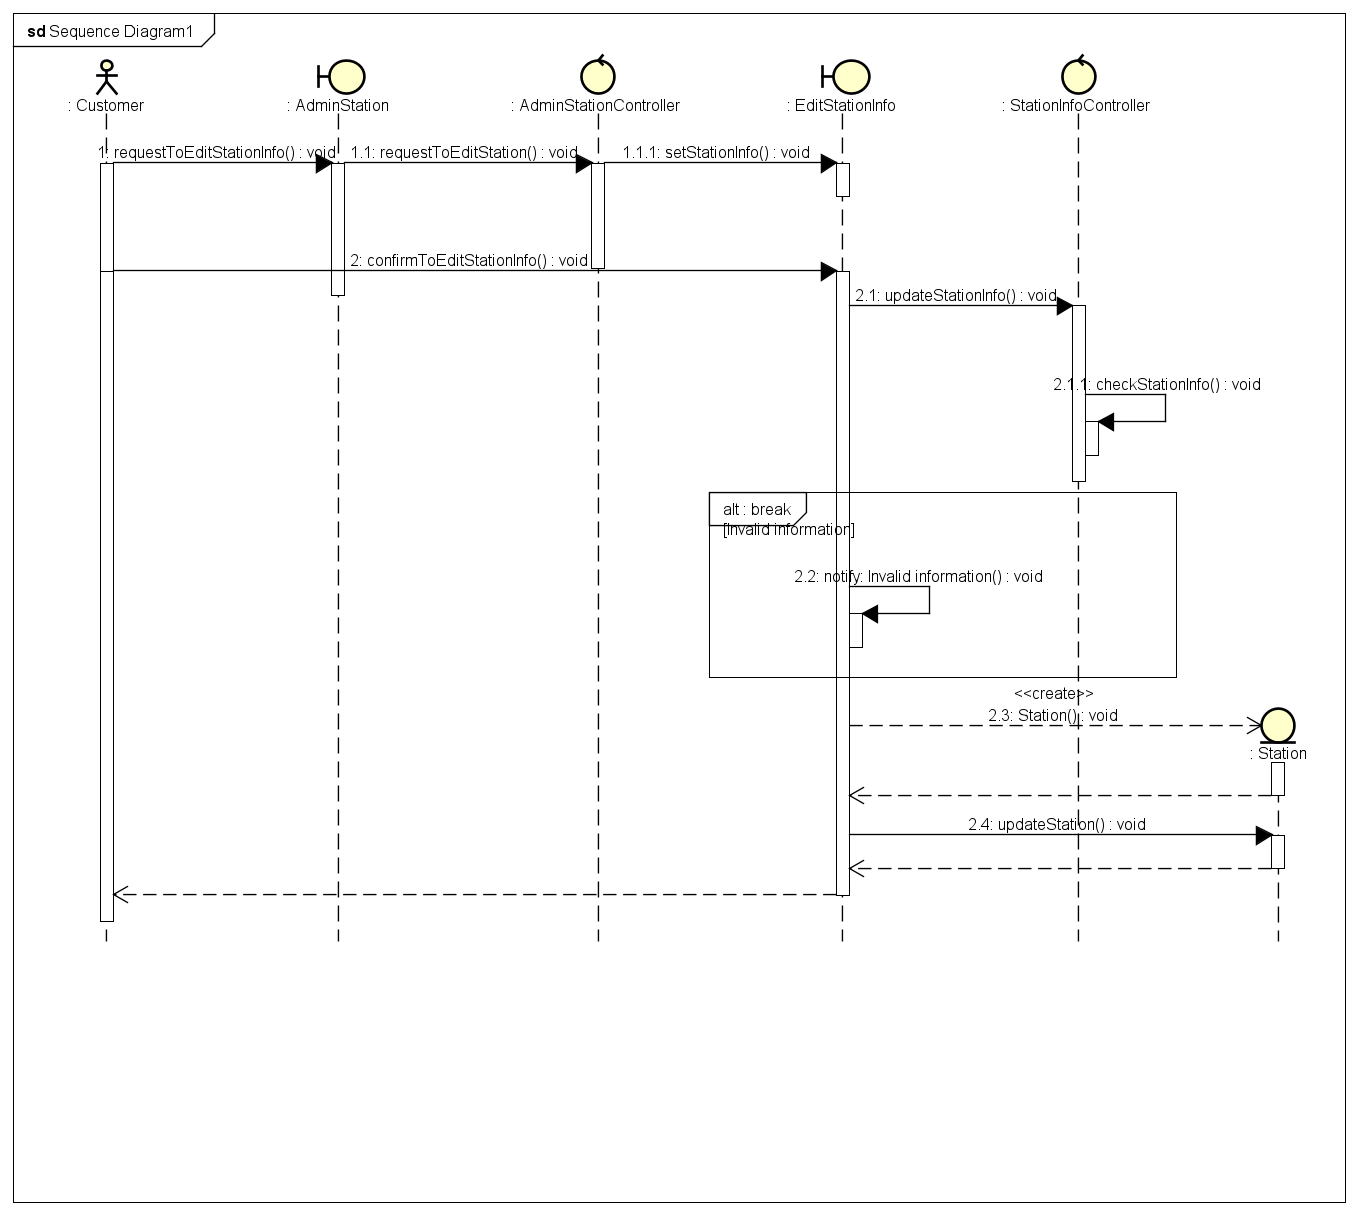 sd Sequence Diagram1
: Customer
: AdminStation
: AdminStationController
: EditStationInfo
: StationInfoController
1: requestToEditStationInfo() : void
1.1: requestToEditStation() : void
1.1.1: setStationInfo() : void
2: confirmToEditStationInfo() : void
2.1: updateStationInfo() : void
2.1.1: checkStationInfo() : void
alt : break
[Invalid information]
2.2: notify: Invalid information() : void
<<create>>
2.3: Station() : void
: Station
2.4: updateStation() : void